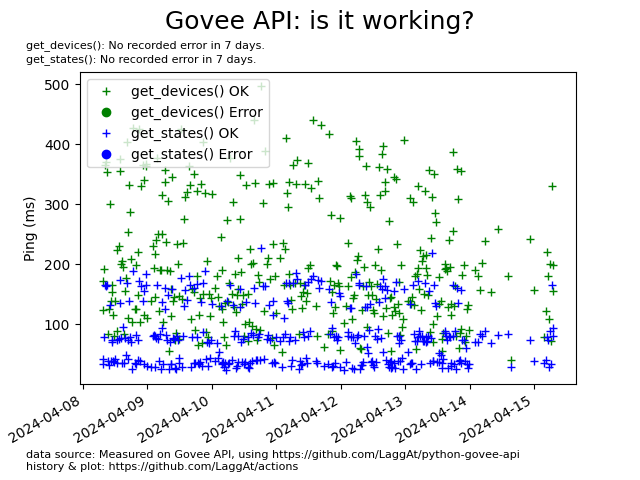 Govee API: is it working?
get_devices(): No recorded error in 7 days.
get_states(): No recorded error in 7 days.
get_devices() OK
get_devices() Error
get_states() OK
get_states() Error
Ping (ms)
500
400
300
200
100
2024-04-08
2024-04-09
2024-04-10
2024-04-11
2024-04-12
2024-04-13
2024-04-14
2024-04-15
data source: Measured on Govee API, using https://github.com/LaggAt/python-govee-api
history & plot: https://github.com/LaggAt/actions